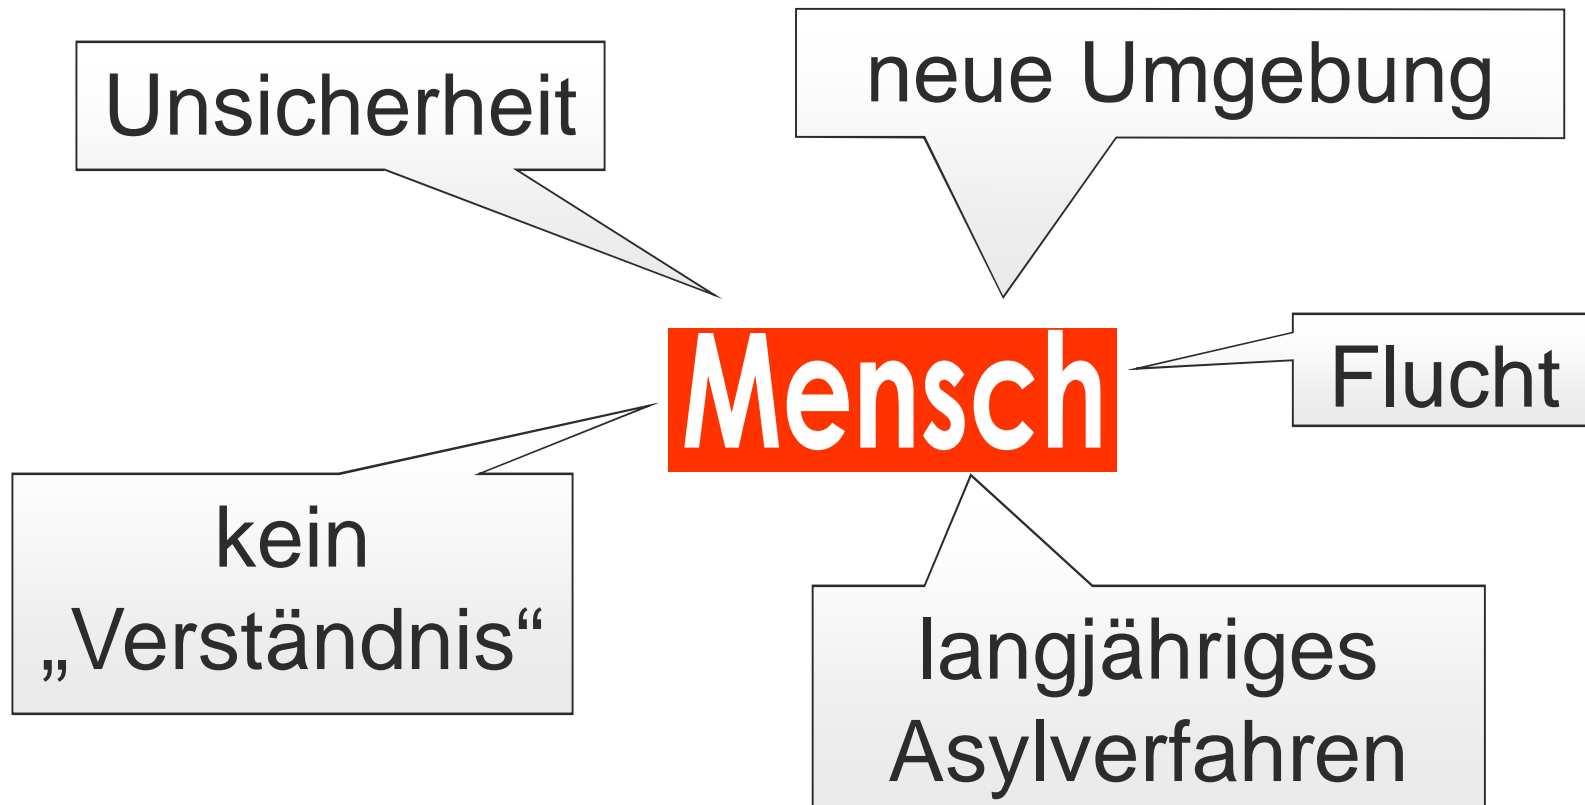 Unsicherheit
neue Umgebung
Mensch
Flucht
kein
„Verständnis“
langjähriges
Asylverfahren